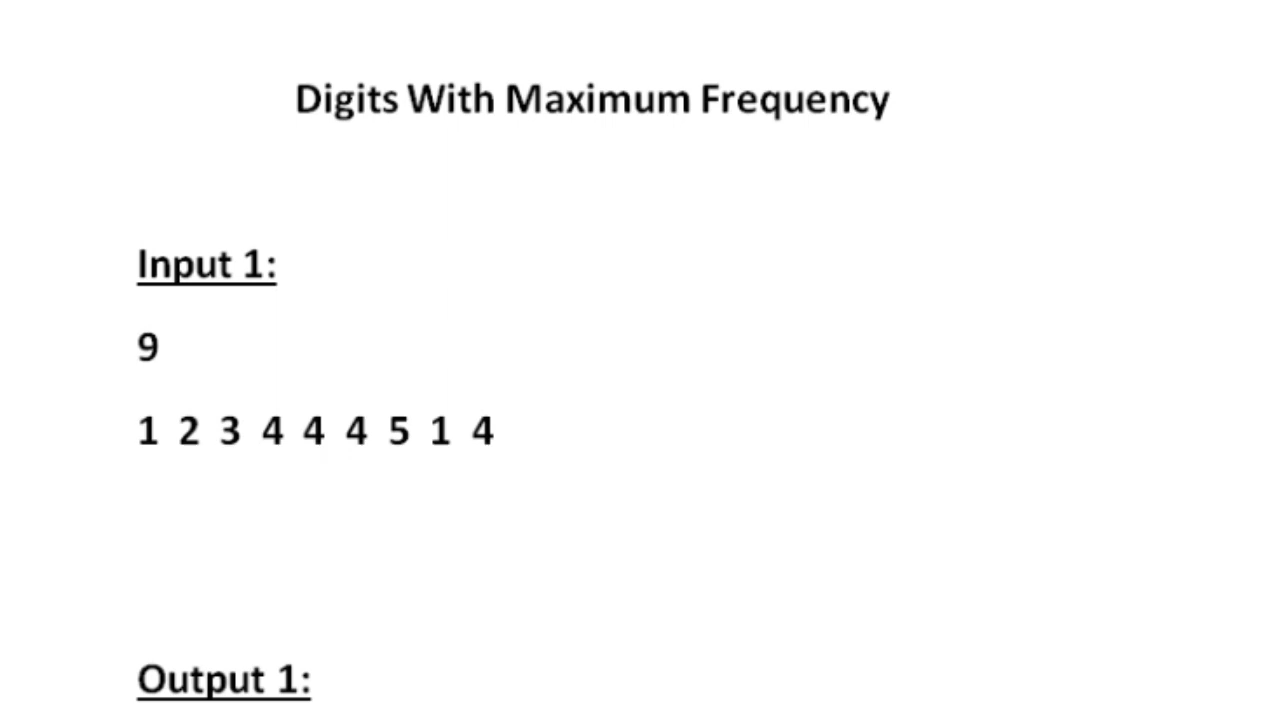 Digits With Maximum Frequency
Input 1:
9
1 2 3 4 4 4 5 1 4
Output 1: